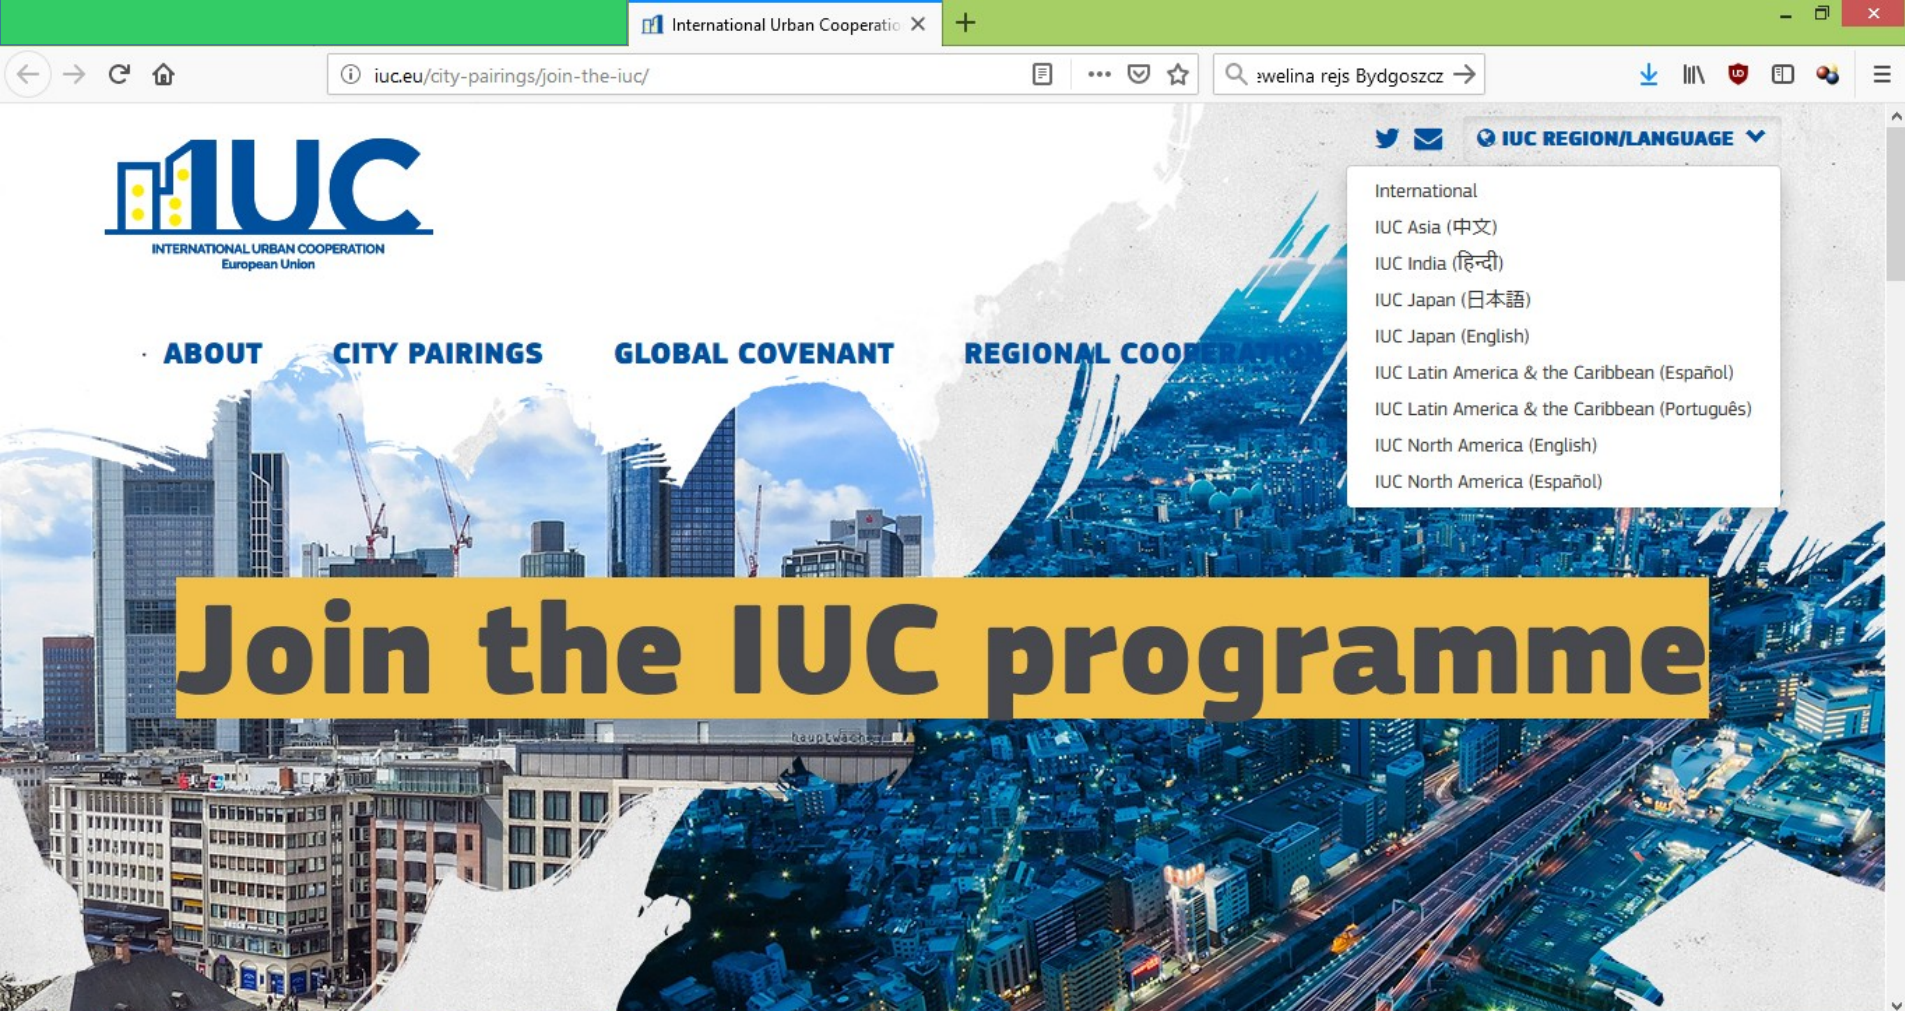 International Urban Cooperatio
iuc.eu/city-pairings/join-the-iuc/
ewelina rejs Bydgoszcz
IUC
INTERNATIONAL URBAN COOPERATION
European Union
IUC REGION/LANGUAGE
International
IUC Asia (中文)
IUC India (हिन्दी)
IUC Japan (日本語)
IUC Japan (English)
IUC Latin America & the Caribbean (Español)
IUC Latin America & the Caribbean (Português)
IUC North America (English)
IUC North America (Español)
ABOUT CITY PAIRINGS GLOBAL COVENANT REGIONAL COOPERATION
Join the IUC programme